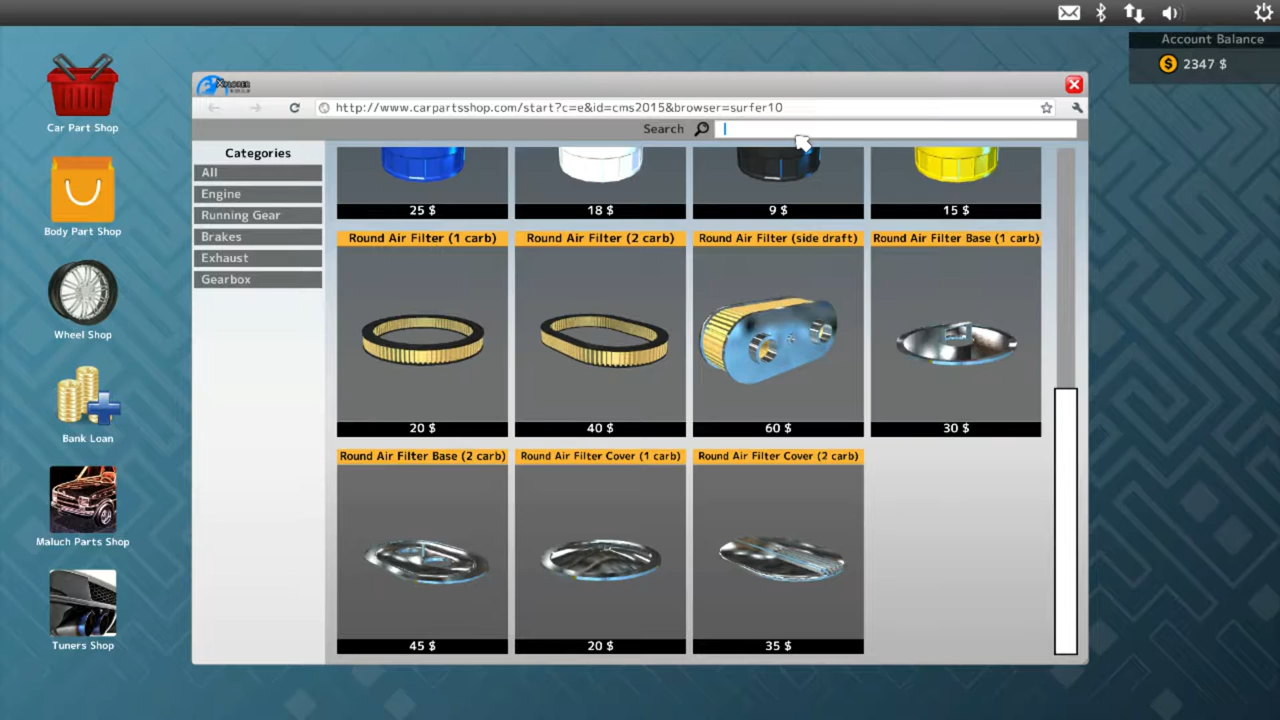 Account Balance
2347 $
Car Part Shop
Body Part Shop
Wheel Shop
Bank Loan
Maluch Parts Shop
Tuners Shop
XPLORER
http://www.carpartsshop.com/start?c=e&id=cms2015&browser=surfer10
Search
Categories
All
Engine
Running Gear
Brakes
Exhaust
Gearbox
25 $
18 $
9 $
15 $
Round Air Filter (1 carb)
Round Air Filter (2 carb)
Round Air Filter (side draft)
Round Air Filter Base (1 carb)
20 $
40 $
60 $
30 $
Round Air Filter Base (2 carb)
Round Air Filter Cover (1 carb)
Round Air Filter Cover (2 carb)
45 $
20 $
35 $